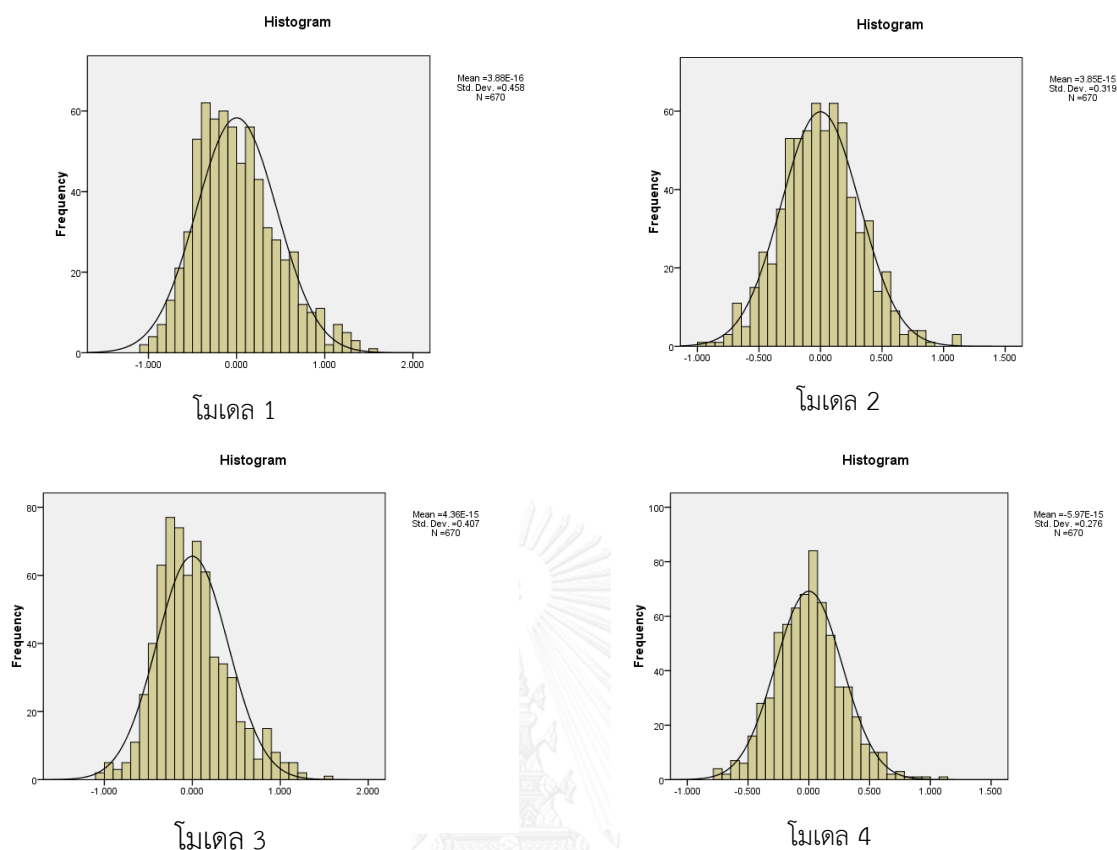 Histogram
Mean =3.88E-16
Std. Dev. =0.458
N =670
Frequency
60
40
20
0
-1.000 0.000 1.000 2.000
โมเดล 1
Histogram
Mean =3.85E-15
Std. Dev. =0.319
N =670
Frequency
60
40
20
0
-1.000 -0.500 0.000 0.500 1.000 1.500
โมเดล 2
Histogram
Mean =4.36E-15
Std. Dev. =0.407
N =670
Frequency
80
60
40
20
0
-1.000 0.000 1.000 2.000
โมเดล 3
Histogram
Mean =-5.97E-15
Std. Dev. =0.276
N =670
Frequency
100
80
60
40
20
0
-1.000 -0.500 0.000 0.500 1.000 1.500
โมเดล 4